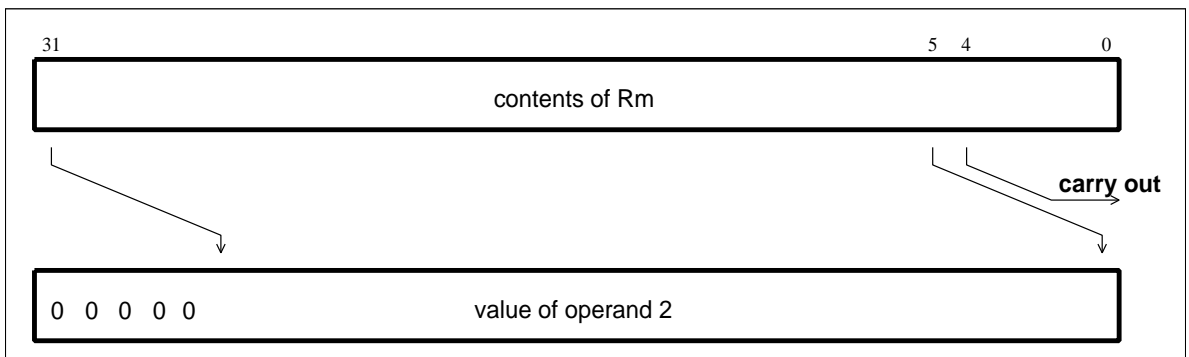 31 5 4 0
contents of Rm
carry out
0 0 0 0 0 value of operand 2